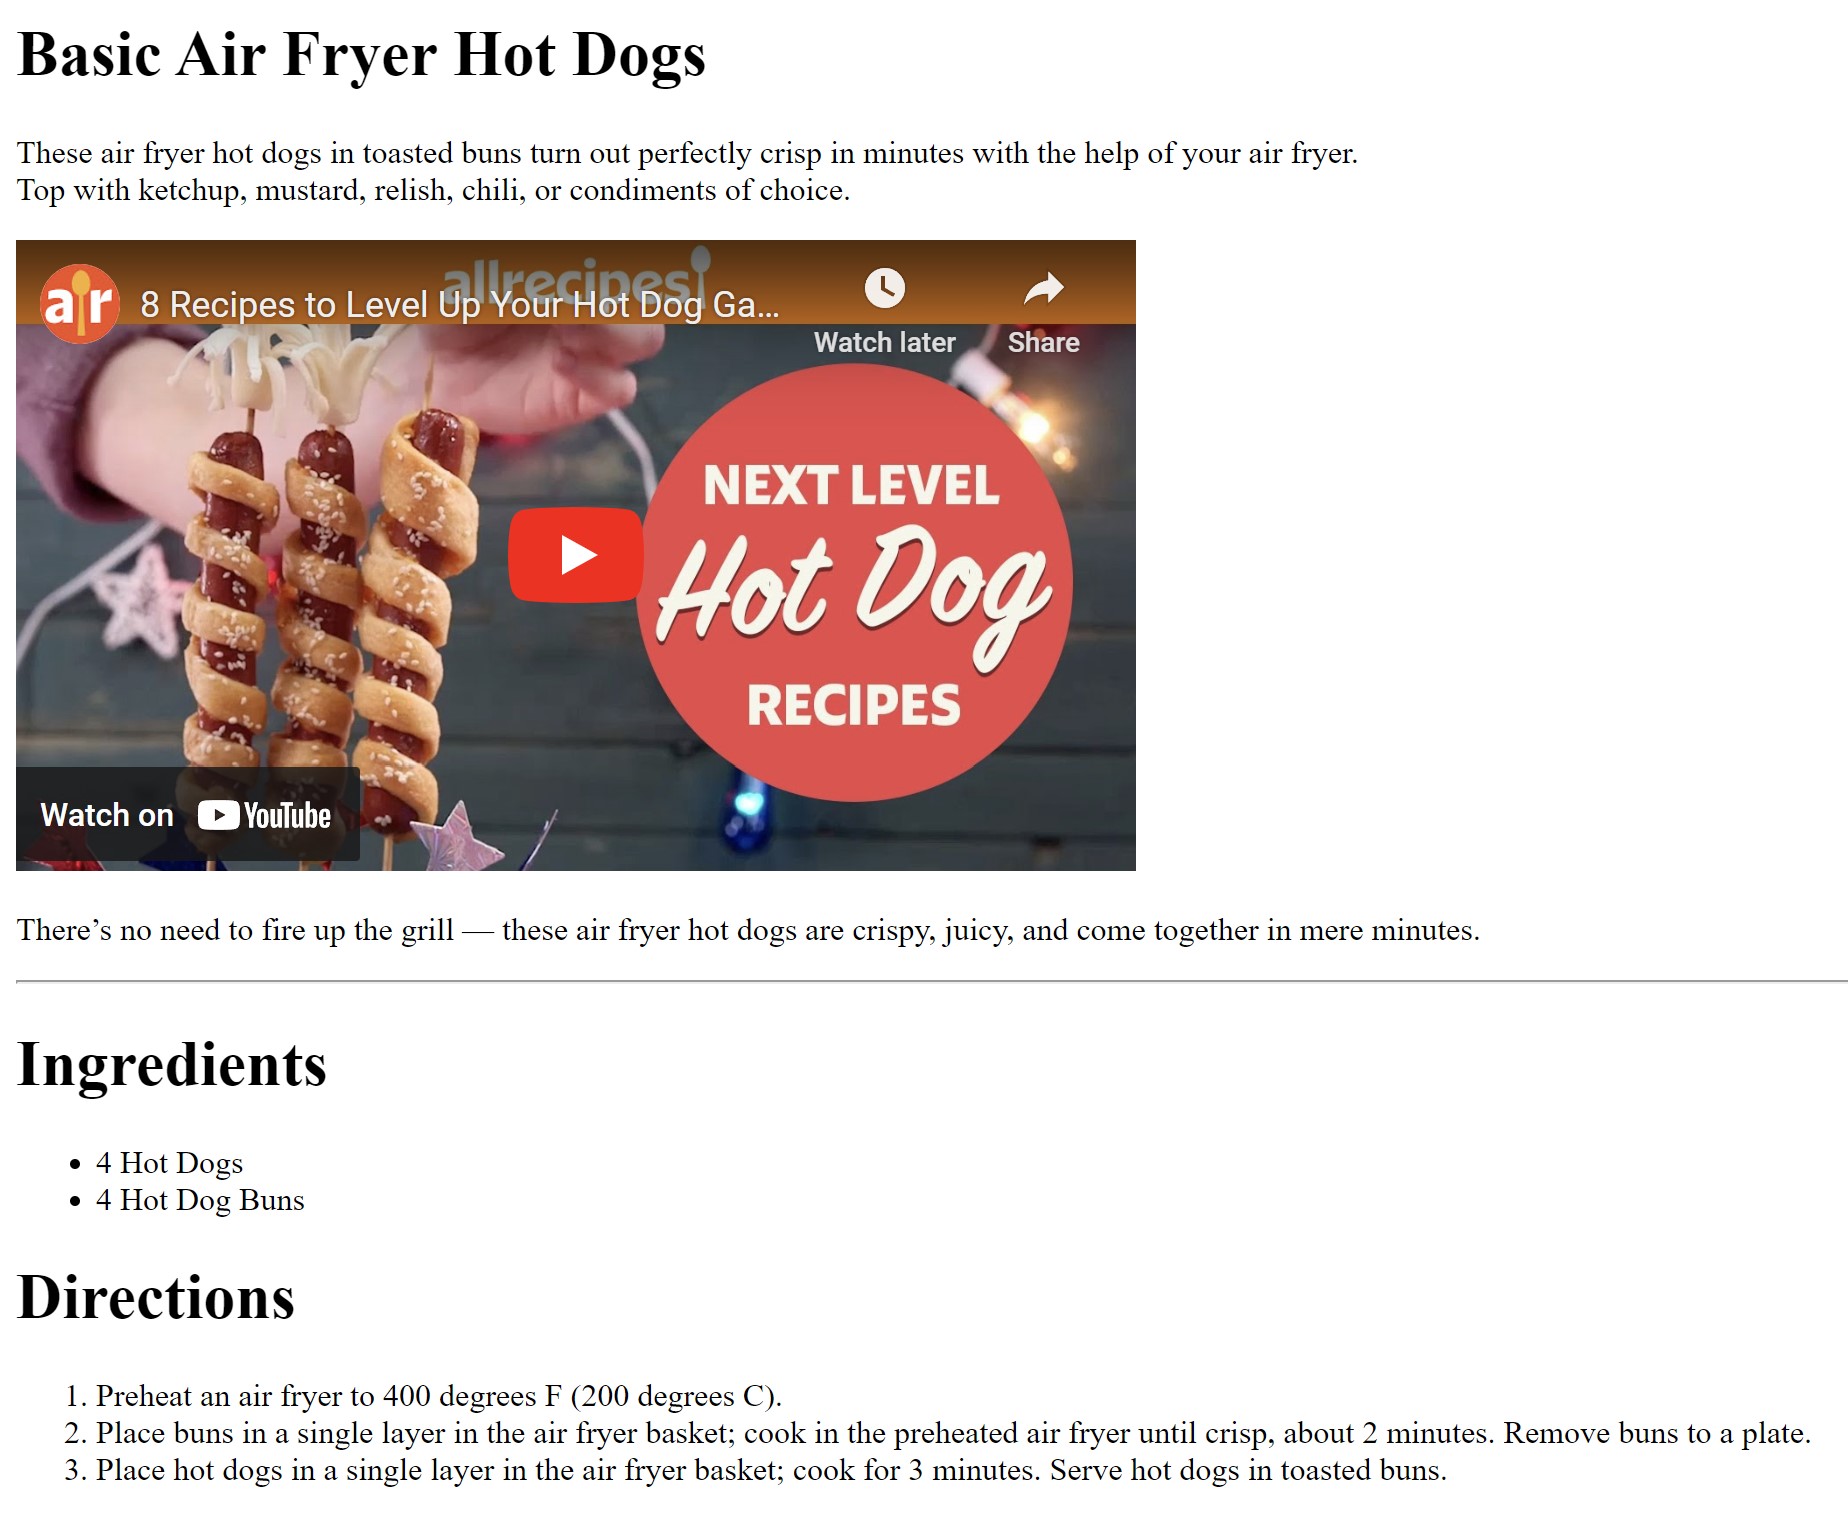 Basic Air Fryer Hot Dogs
These air fryer hot dogs in toasted buns turn out perfectly crisp in minutes with the help of your air fryer.
Top with ketchup, mustard, relish, chili, or condiments of choice.
allrecipes
air
8 Recipes to Level Up Your Hot Dog Ga...
Watch later
Share
NEXT LEVEL
Hot Dog
RECIPES
Watch on YouTube
There’s no need to fire up the grill — these air fryer hot dogs are crispy, juicy, and come together in mere minutes.
Ingredients
• 4 Hot Dogs
• 4 Hot Dog Buns
Directions
1. Preheat an air fryer to 400 degrees F (200 degrees C).
2. Place buns in a single layer in the air fryer basket; cook in the preheated air fryer until crisp, about 2 minutes. Remove buns to a plate.
3. Place hot dogs in a single layer in the air fryer basket; cook for 3 minutes. Serve hot dogs in toasted buns.